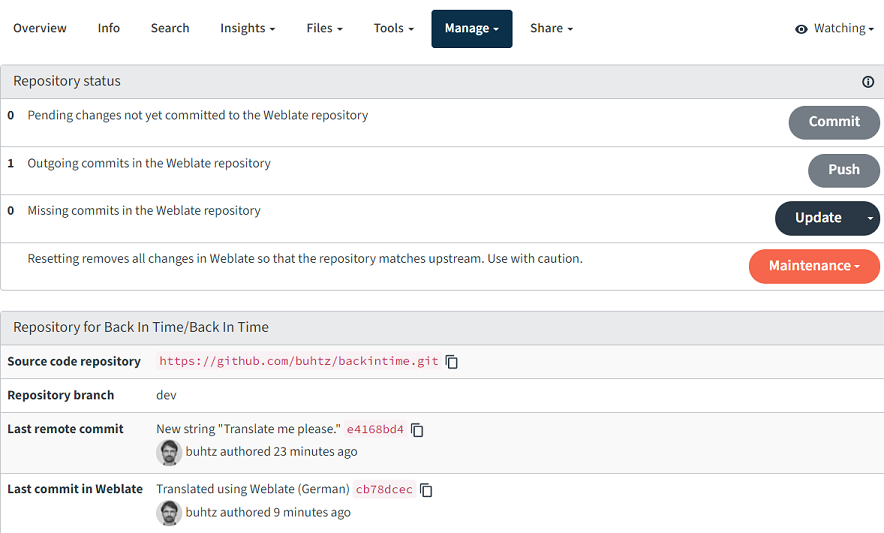 Overview Info Search Insights Files Tools Manage Share Watching
Repository status
0 Pending changes not yet committed to the Weblate repository Commit
1 Outgoing commits in the Weblate repository Push
0 Missing commits in the Weblate repository Update
Resetting removes all changes in Weblate so that the repository matches upstream. Use with caution. Maintenance
Repository for Back In Time/Back In Time
Source code repository https://github.com/buhtz/backintime.git
Repository branch dev
Last remote commit New string "Translate me please." e4168bd4
buhtz authored 23 minutes ago
Last commit in Weblate Translated using Weblate (German) cb78dcec
buhtz authored 9 minutes ago